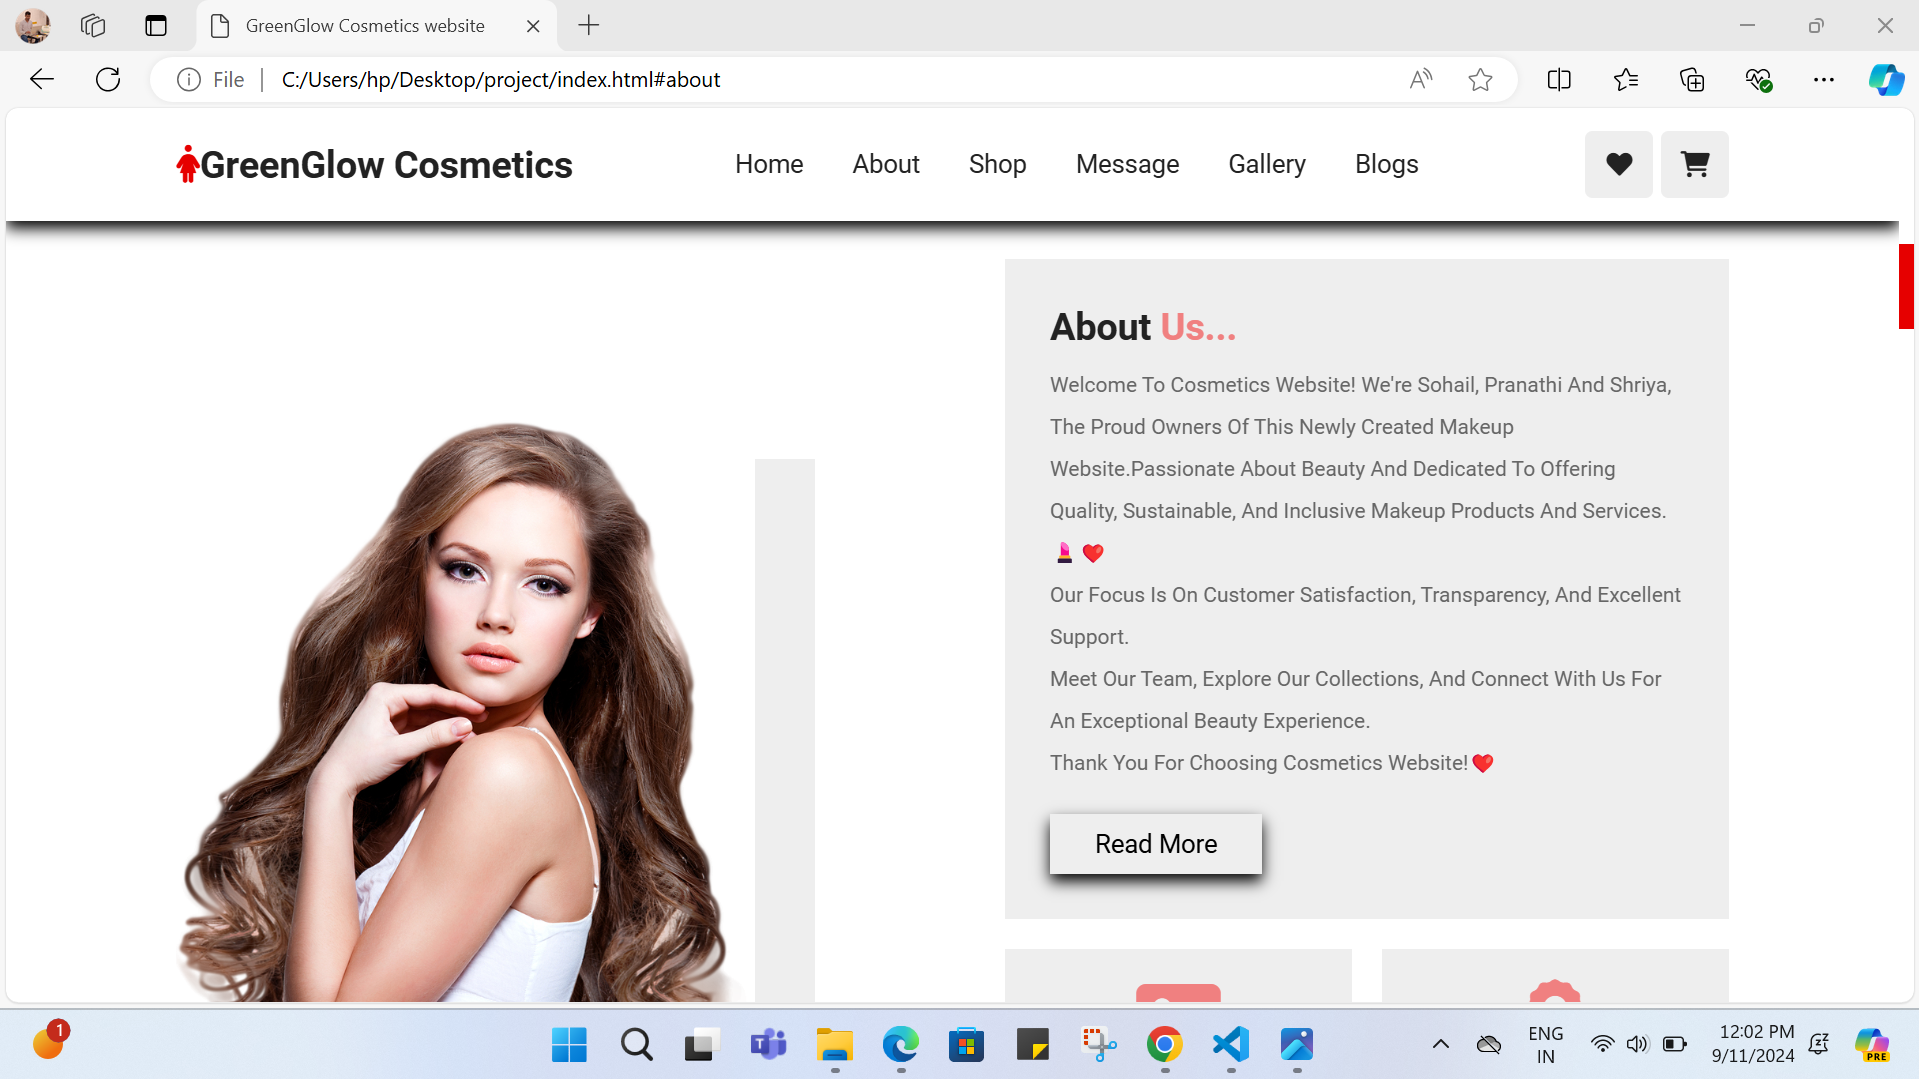 GreenGlow Cosmetics website
File
C:/Users/hp/Desktop/project/index.html#about
GreenGlow Cosmetics
Home About Shop Message Gallery Blogs
About Us...
Welcome To Cosmetics Website! We're Sohail, Pranathi And Shriya,
The Proud Owners Of This Newly Created Makeup
Website.Passionate About Beauty And Dedicated To Offering
Quality, Sustainable, And Inclusive Makeup Products And Services.
💄❤️
Our Focus Is On Customer Satisfaction, Transparency, And Excellent
Support.
Meet Our Team, Explore Our Collections, And Connect With Us For
An Exceptional Beauty Experience.
Thank You For Choosing Cosmetics Website!❤️
Read More
1
ENG
IN
12:02 PM
9/11/2024
PRE